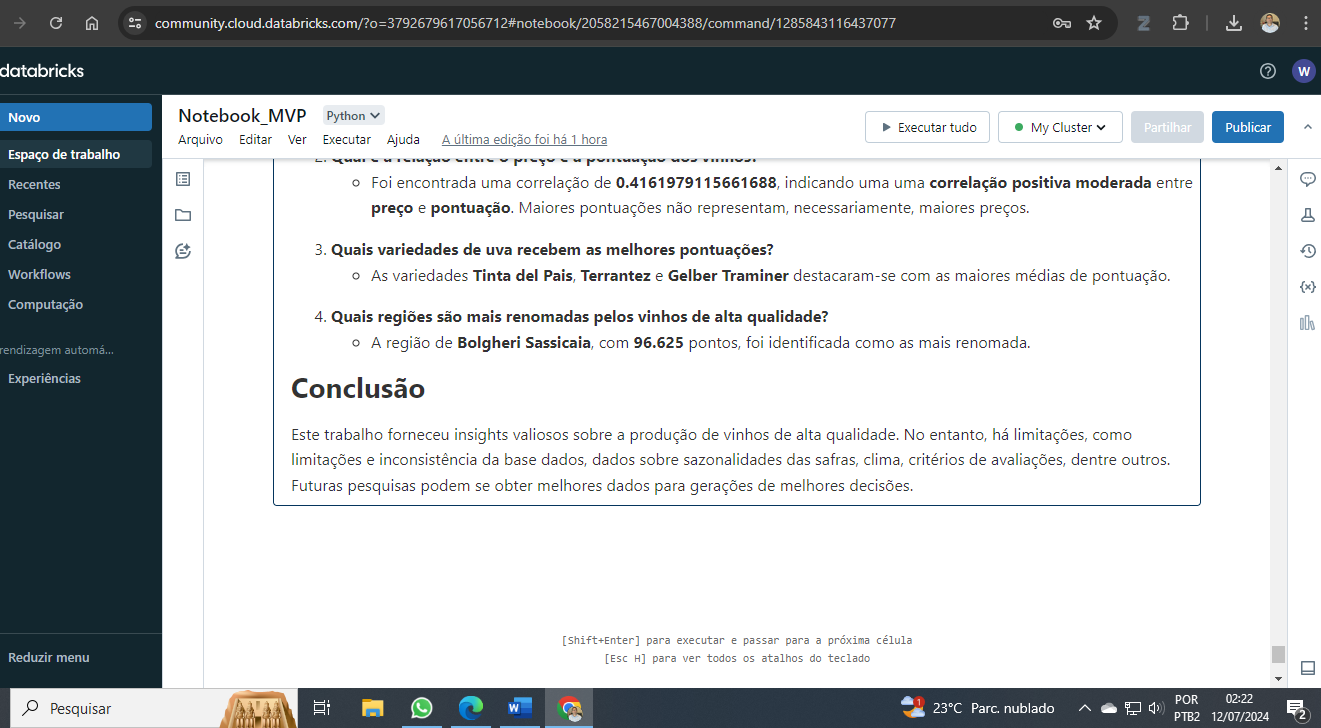 community.cloud.databricks.com/?o=379267961705671​2#notebook/2058215467004388/command/1285843116437077
databricks
W
Novo
Espaço de trabalho
Recentes
Pesquisar
Catálogo
Workflows
Computação
rendizagem automá...
Experiências
Reduzir menu
Notebook_MVP Python
Executar tudo
My Cluster
Partilhar
Publicar
Arquivo Editar Ver Executar Ajuda A última edição foi há 1 hora
2. Qual é a relação entre o preço e a pontuação dos vinhos?
Foi encontrada uma correlação de 0.4161979115661688, indicando uma uma correlação positiva moderada entre
preço e pontuação. Maiores pontuações não representam, necessariamente, maiores preços.
3. Quais variedades de uva recebem as melhores pontuações?
As variedades Tinta del Pais, Terrantez e Gelber Traminer destacaram-se com as maiores médias de pontuação.
4. Quais regiões são mais renomadas pelos vinhos de alta qualidade?
A região de Bolgheri Sassicaia, com 96.625 pontos, foi identificada como as mais renomada.
Conclusão
Este trabalho forneceu insights valiosos sobre a produção de vinhos de alta qualidade. No entanto, há limitações, como
limitações e inconsistência da base dados, dados sobre sazonalidades das safras, clima, critérios de avaliações, dentre outros.
Futuras pesquisas podem se obter melhores dados para gerações de melhores decisões.
[Shift+Enter] para executar e passar para a próxima célula
[Esc H] para ver todos os atalhos do teclado
Pesquisar
1
23°C Parc. nublado
POR
PTB2
02:22
12/07/2024
2